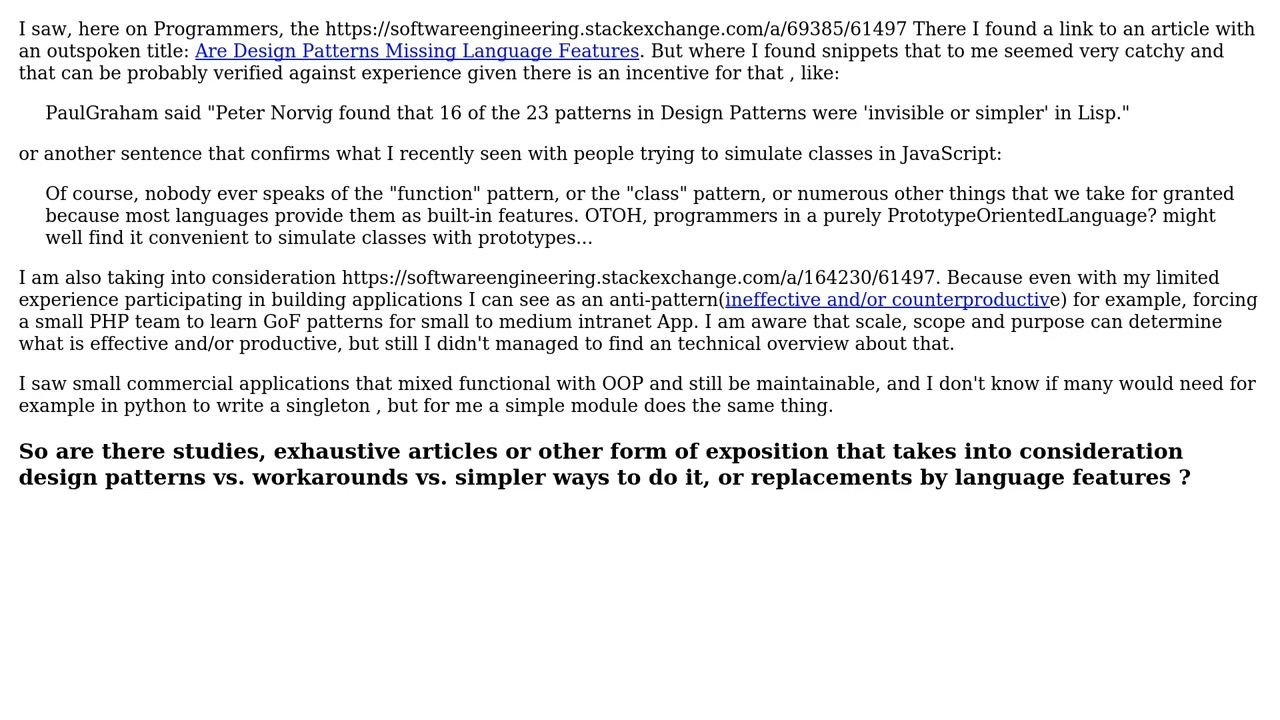 I saw, here on Programmers, the https://softwareengineering.stackexchange.com/a/69385/61497 There I found a link to an article with
an outspoken title: Are Design Patterns Missing Language Features. But where I found snippets that to me seemed very catchy and
that can be probably verified against experience given there is an incentive for that , like:
PaulGraham said "Peter Norvig found that 16 of the 23 patterns in Design Patterns were 'invisible or simpler' in Lisp."
or another sentence that confirms what I recently seen with people trying to simulate classes in JavaScript:
Of course, nobody ever speaks of the "function" pattern, or the "class" pattern, or numerous other things that we take for granted
because most languages provide them as built-in features. OTOH, programmers in a purely PrototypeOrientedLanguage? might
well find it convenient to simulate classes with prototypes...
I am also taking into consideration https://softwareengineering.stackexchange.com/a/164230/61497. Because even with my limited
experience participating in building applications I can see as an anti-pattern(ineffective and/or counterproductive) for example, forcing
a small PHP team to learn GoF patterns for small to medium intranet App. I am aware that scale, scope and purpose can determine
what is effective and/or productive, but still I didn't managed to find an technical overview about that.
I saw small commercial applications that mixed functional with OOP and still be maintainable, and I don't know if many would need for
example in python to write a singleton , but for me a simple module does the same thing.
So are there studies, exhaustive articles or other form of exposition that takes into consideration
design patterns vs. workarounds vs. simpler ways to do it, or replacements by language features ?